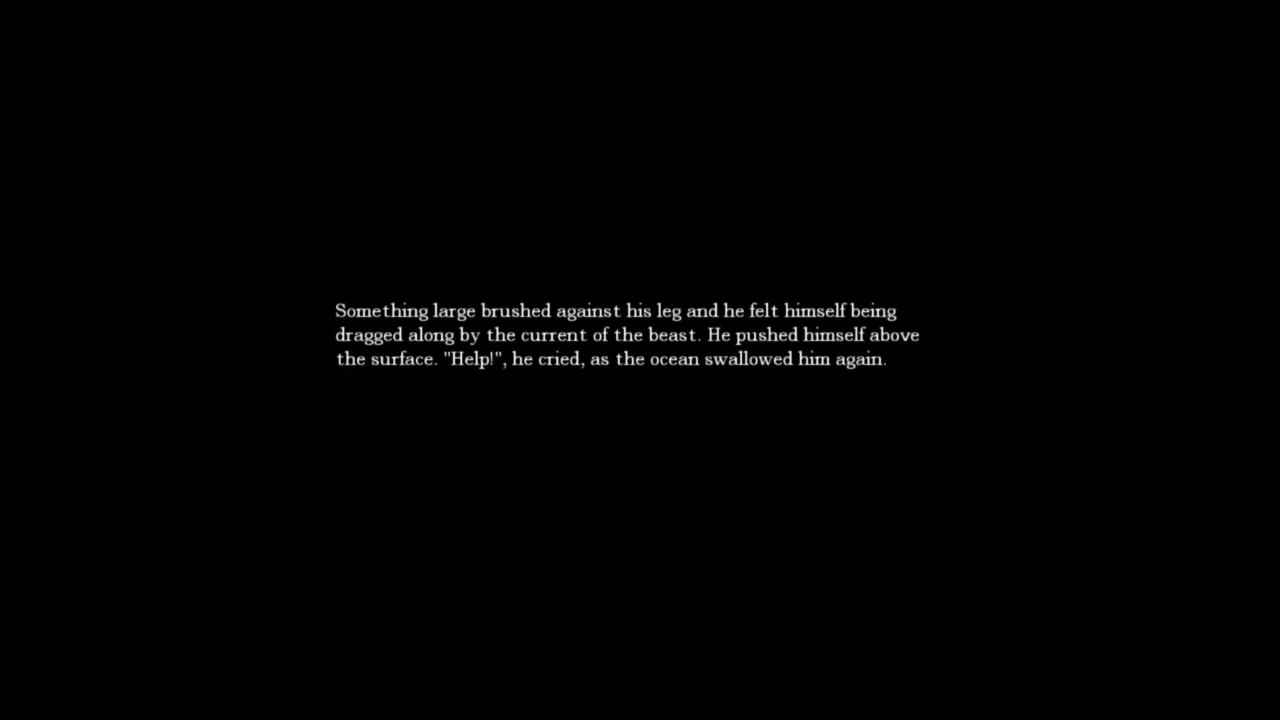 Something large brushed against his leg and he felt himself being
dragged along by the current of the beast. He pushed himself above
the surface. "Help!", he cried, as the ocean swallowed him again.